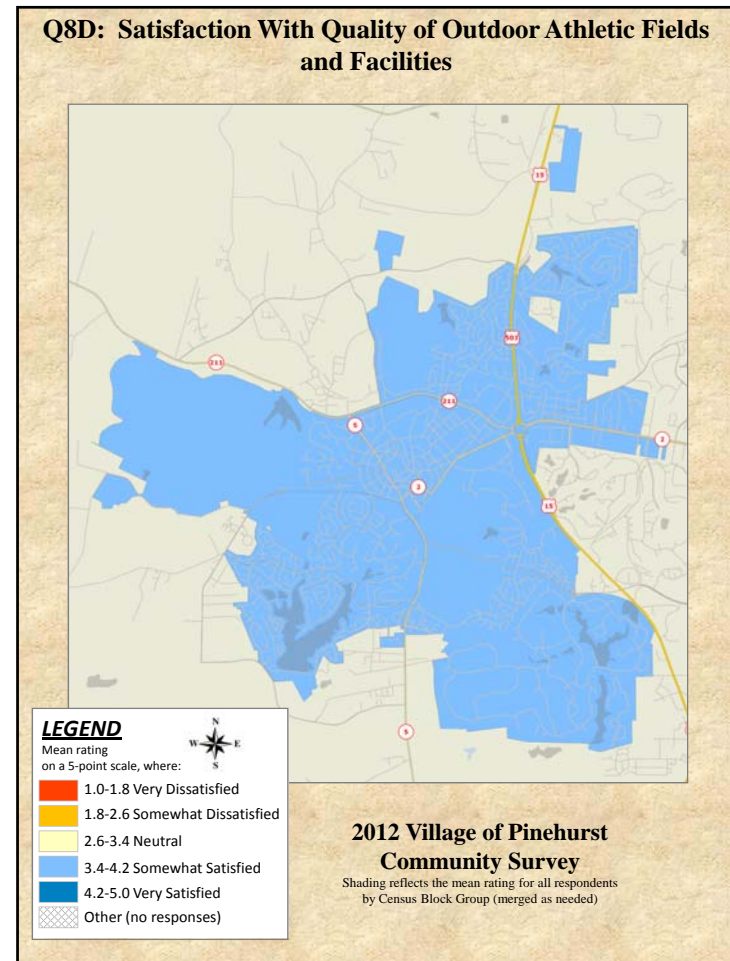 Q8D: Satisfaction With Quality of Outdoor Athletic Fields
and Facilities
15
501
211
211
5
2
2
15
5
LEGEND
Mean rating
on a 5-point scale, where:
N
W E
S
1.0-1.8 Very Dissatisfied
1.8-2.6 Somewhat Dissatisfied
2.6-3.4 Neutral
3.4-4.2 Somewhat Satisfied
4.2-5.0 Very Satisfied
Other (no responses)
2012 Village of Pinehurst
Community Survey
Shading reflects the mean rating for all respondents
by Census Block Group (merged as needed)